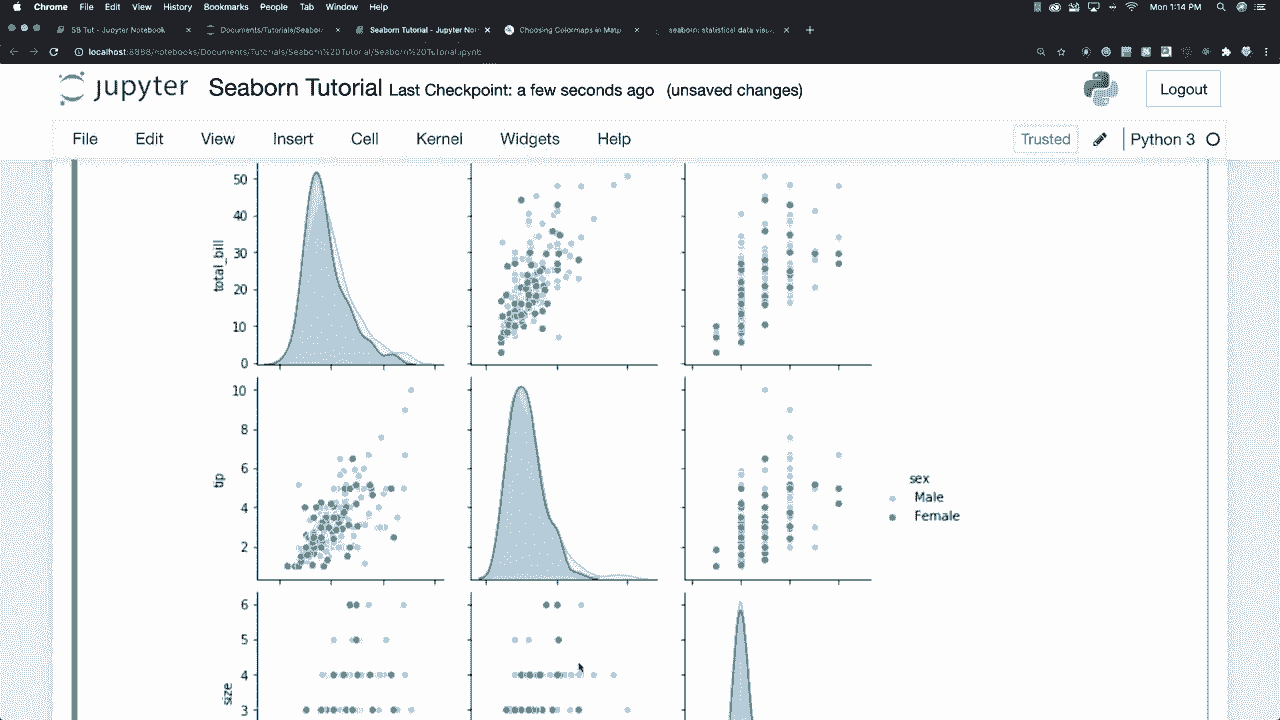 Chrome File Edit View History Bookmarks People Tab Window Help Mon 1:14 PM
58 Tut - Jupyter Notebook Documents/Tutorials/Seabor Seaborn Tutorial - Jupyter No Choosing Colormaps in Matp seaborn: statistical data visu
localhost:8888/notebooks/Documents/Tutorials/Seaborn%20Tutorial/Seaborn%20Tutorial.ipynb
jupyter Seaborn Tutorial Last Checkpoint: a few seconds ago (unsaved changes) Logout
File Edit View Insert Cell Kernel Widgets Help Trusted Python 3
50
40
30
20
10
0
total_bill
10
8
6
4
2
tip
sex
Male
Female
6
5
4
3
size